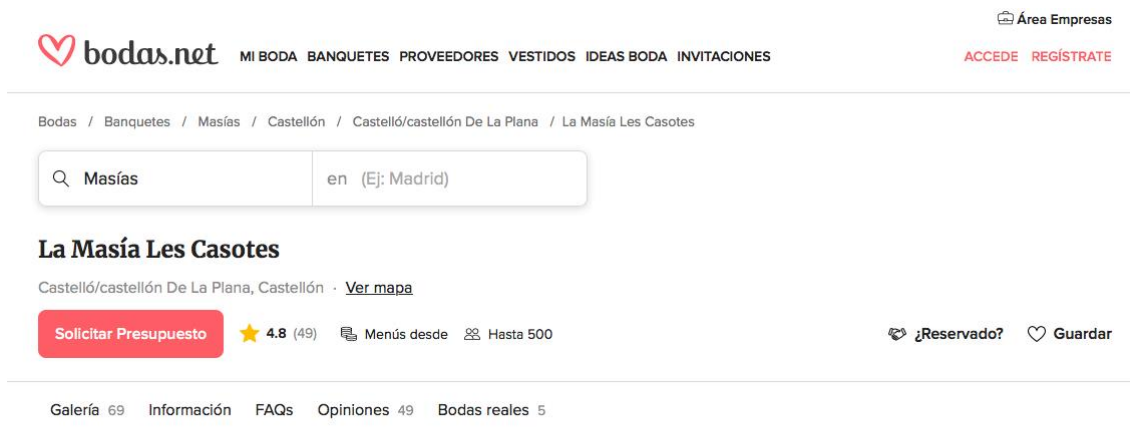 Área Empresas
bodas.net MI BODA BANQUETES PROVEEDORES VESTIDOS IDEAS BODA INVITACIONES ACCEDE REGÍSTRATE
Bodas / Banquetes / Masías / Castellón / Castelló/castellón De La Plana / La Masía Les Casotes
Masías en (Ej: Madrid)
La Masía Les Casotes
Castelló/castellón De La Plana, Castellón · Ver mapa
Solicitar Presupuesto 4.8 (49) Menús desde Hasta 500 ¿Reservado? Guardar
Galería 69 Información FAQs Opiniones 49 Bodas reales 5